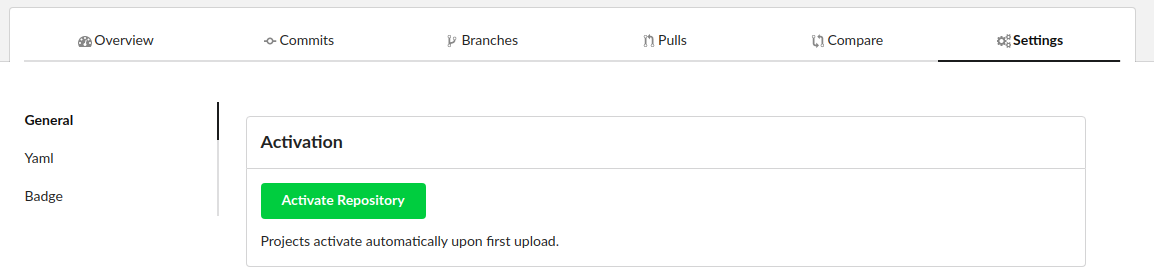 Overview Commits Branches Pulls Compare Settings
General
Yaml
Badge
Activation
Activate Repository
Projects activate automatically upon first upload.